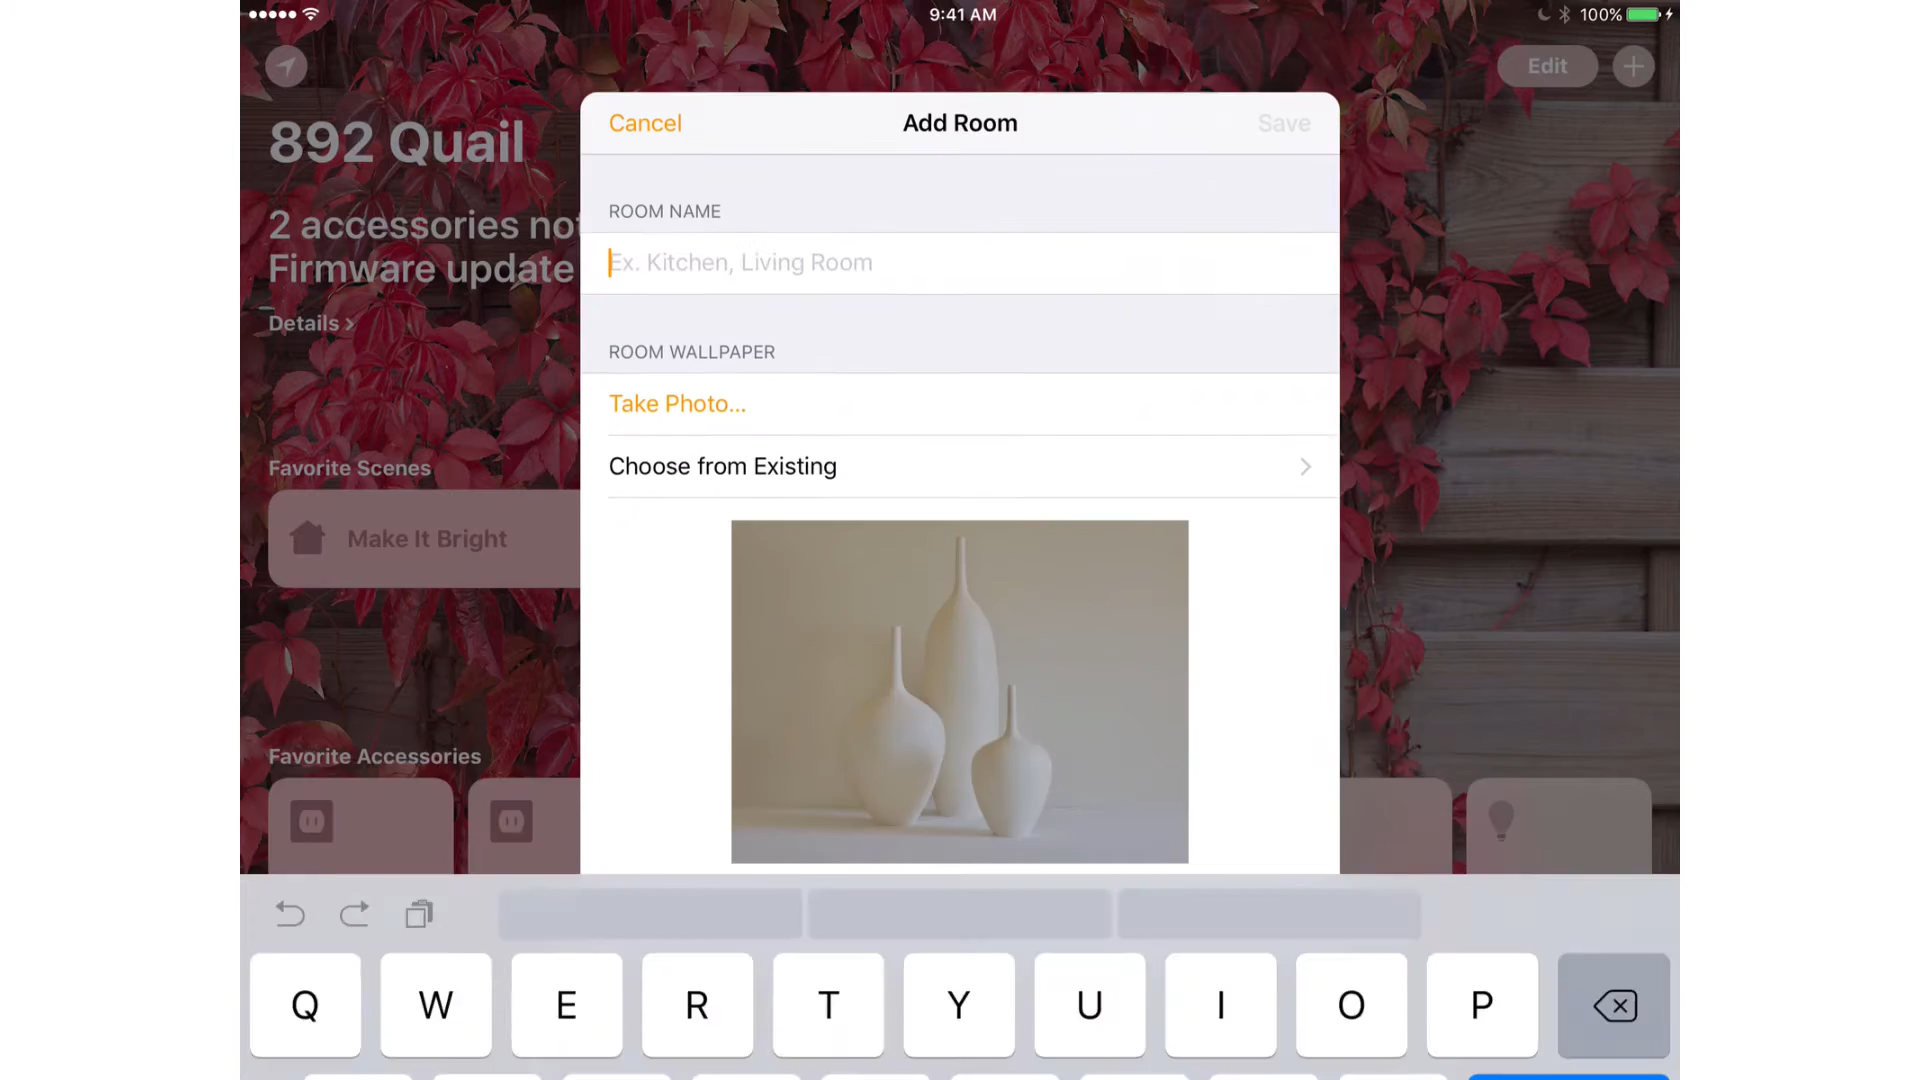 9:41 AM
100%
Edit
892 Quail
2 accessories not
Firmware update
Details
Favorite Scenes
Make It Bright
Favorite Accessories
Cancel
Add Room
Save
ROOM NAME
Ex. Kitchen, Living Room
ROOM WALLPAPER
Take Photo...
Choose from Existing
Q W E R T Y U I O P